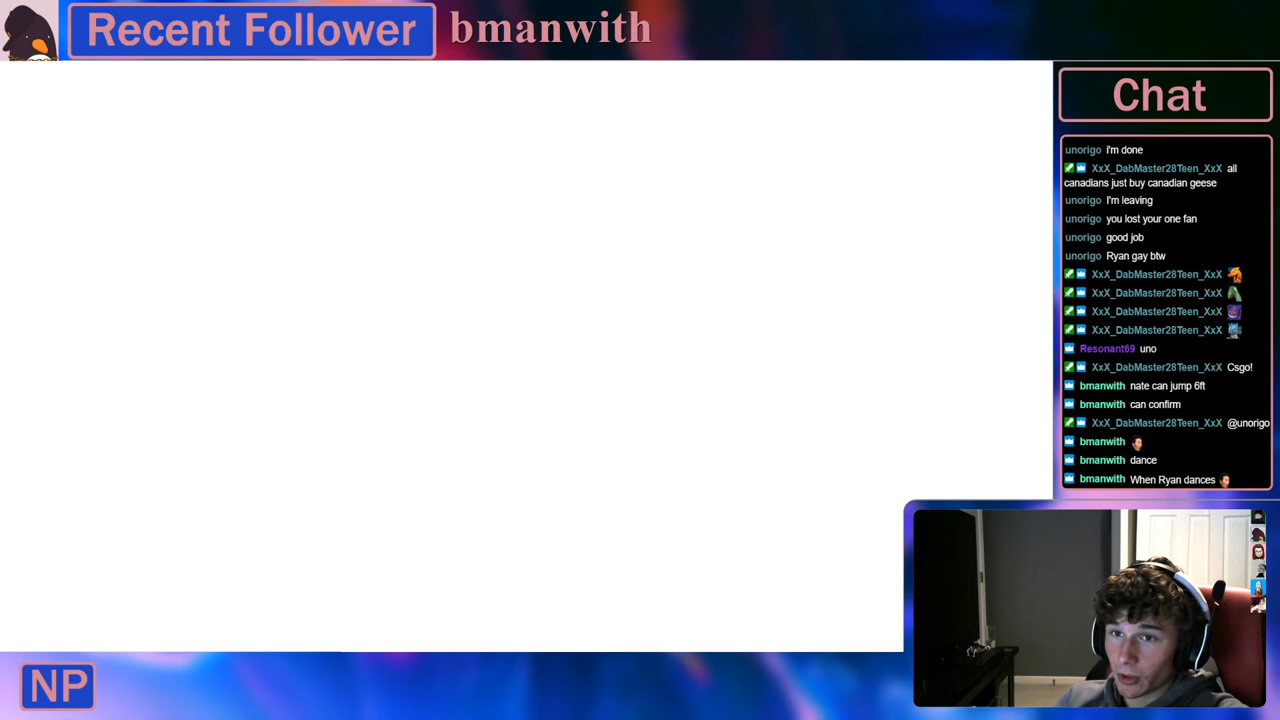 Recent Follower bmanwith
Chat
unorigo i'm done
XxX_DabMaster28Teen_XxX all
canadians just buy canadian geese
unorigo I'm leaving
unorigo you lost your one fan
unorigo good job
unorigo Ryan gay btw
XxX_DabMaster28Teen_XxX
XxX_DabMaster28Teen_XxX
XxX_DabMaster28Teen_XxX
XxX_DabMaster28Teen_XxX
Resonant69 uno
XxX_DabMaster28Teen_XxX Csgo!
bmanwith nate can jump 6ft
bmanwith can confirm
XxX_DabMaster28Teen_XxX @unorigo
bmanwith
bmanwith dance
bmanwith When Ryan dances
NP